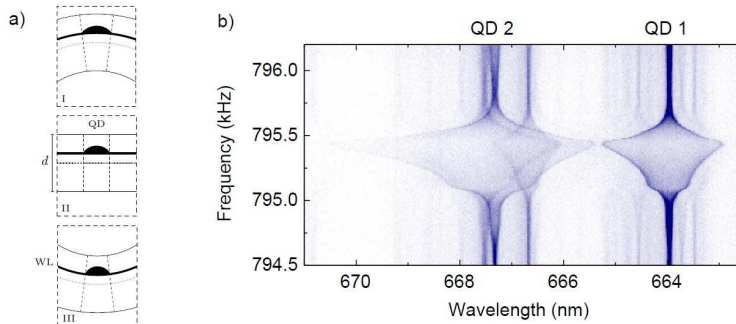 a)
I
QD
d
II
WL
III
b)
QD 2 QD 1
Frequency (kHz)
796.0
795.5
795.0
794.5
670 668 666 664
Wavelength (nm)